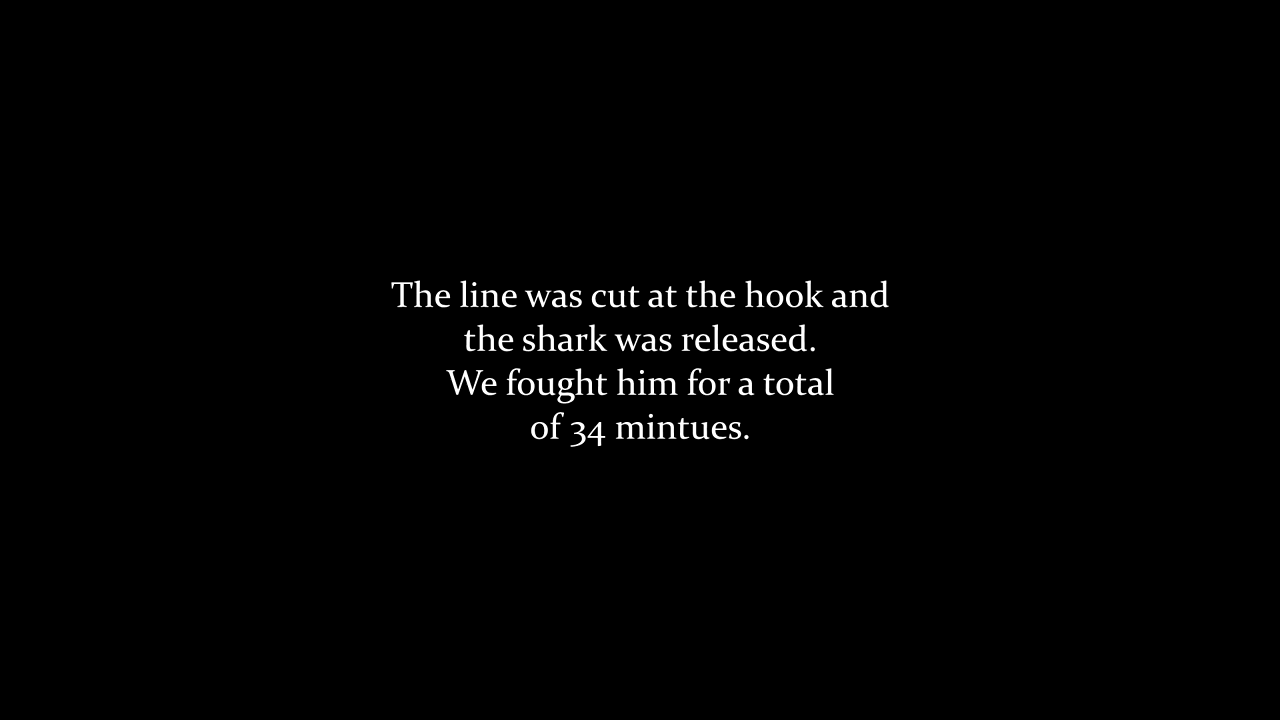 The line was cut at the hook and
the shark was released.
We fought him for a total
of 34 mintues.